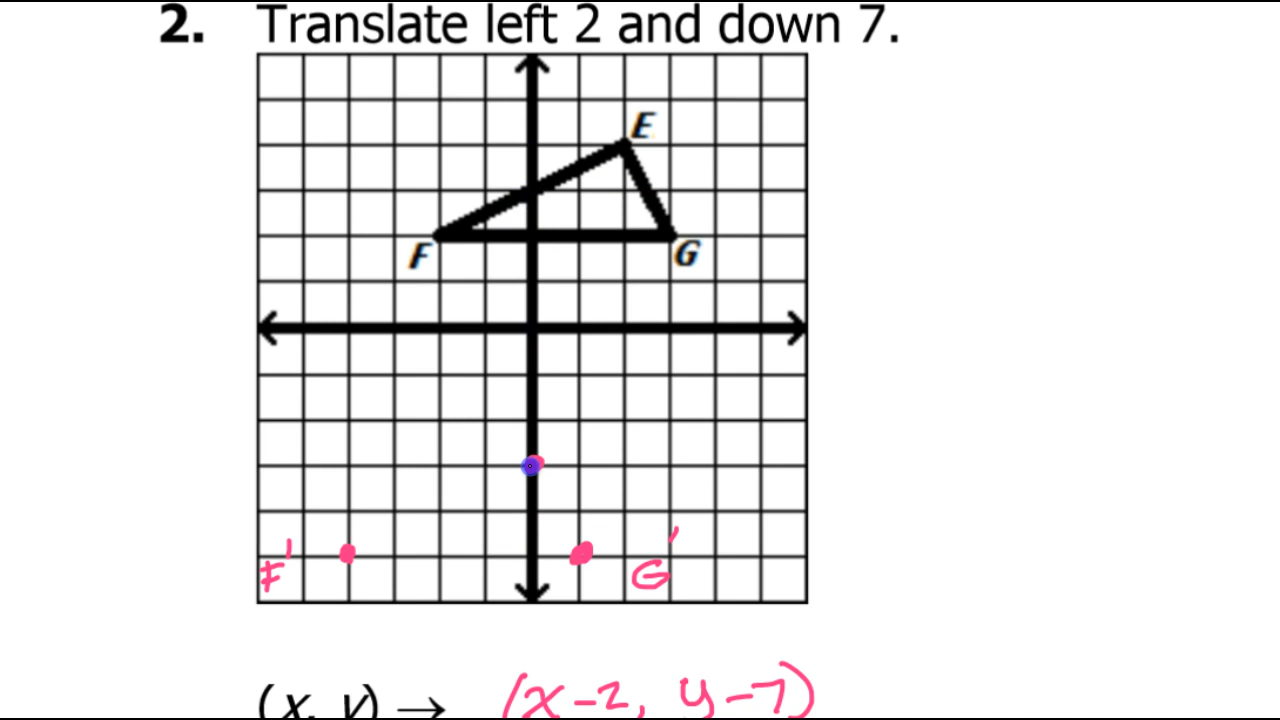 2. Translate left 2 and down 7.
E
F
G
F'
G'
(x, y) → (x-2, y-7)